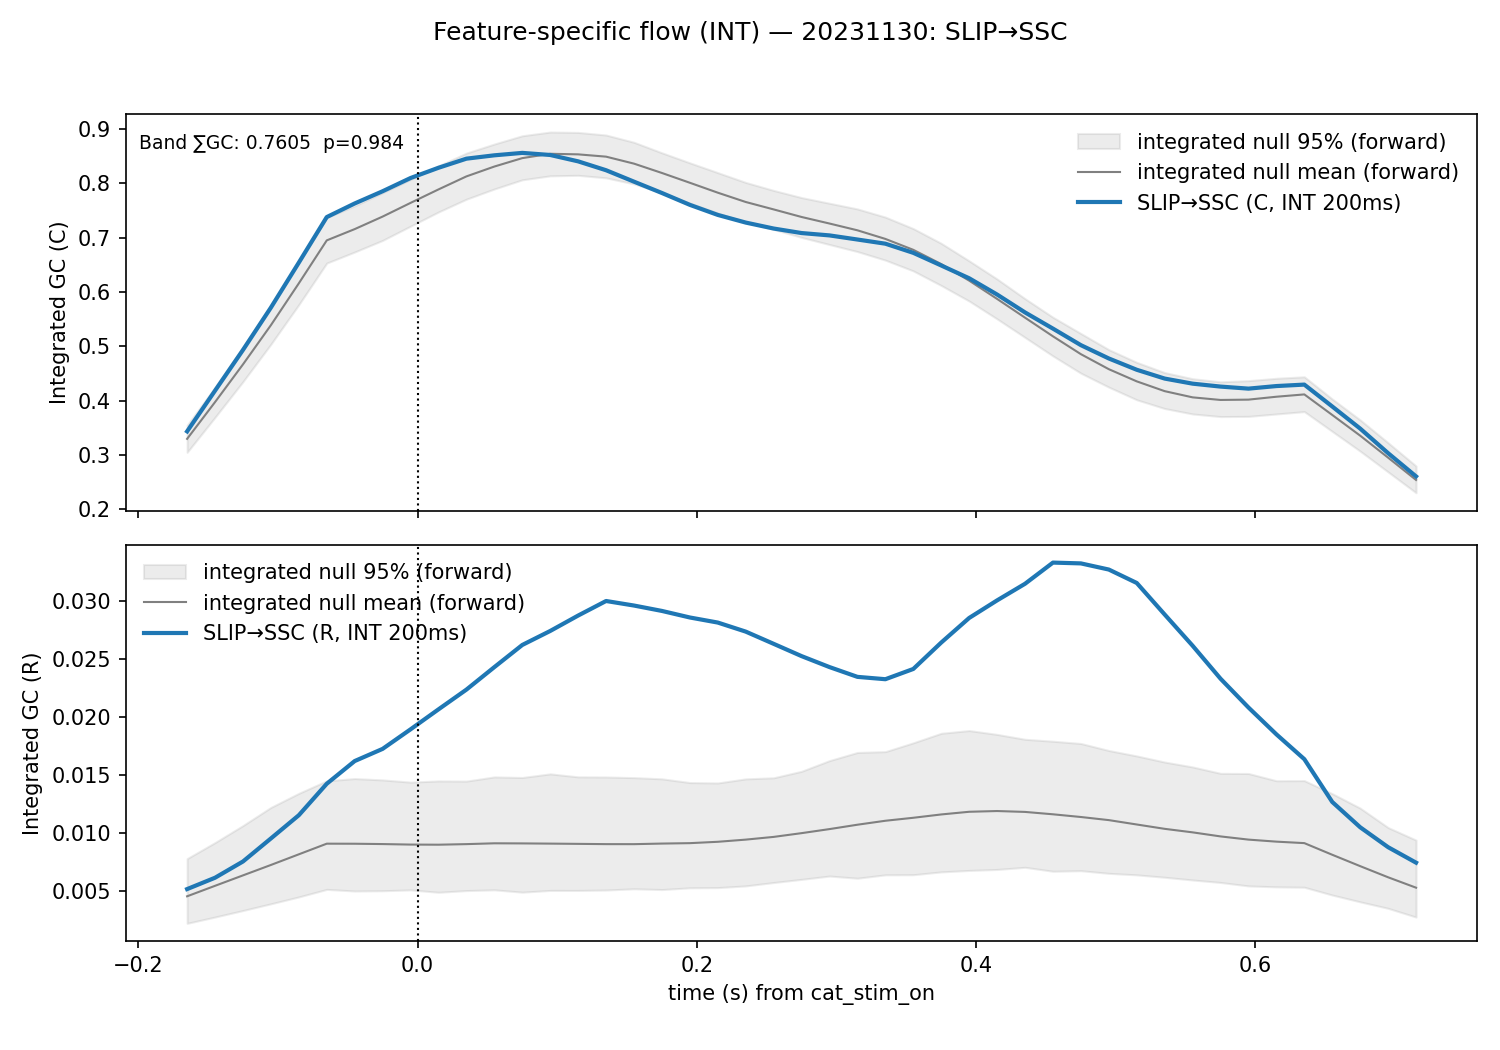 Feature-specific flow (INT) — 20231130: SLIP→SSC
Band ∑GC: 0.7605  p=0.984
integrated null 95% (forward)
integrated null mean (forward)
SLIP→SSC (C, INT 200ms)
Integrated GC (C)
0.9
0.8
0.7
0.6
0.5
0.4
0.3
0.2
integrated null 95% (forward)
integrated null mean (forward)
SLIP→SSC (R, INT 200ms)
Integrated GC (R)
0.030
0.025
0.020
0.015
0.010
0.005
−0.2 0.0 0.2 0.4 0.6
time (s) from cat_stim_on